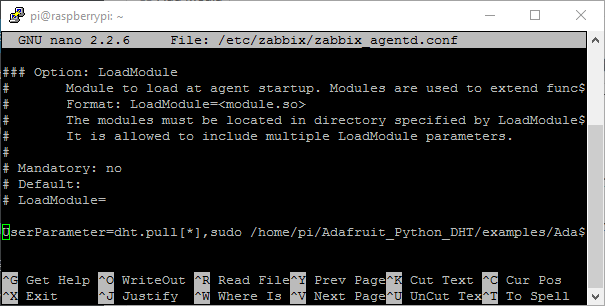 pi@raspberrypi: ~
GNU nano 2.2.6 File: /etc/zabbix/zabbix_agentd.conf
### Option: LoadModule
# Module to load at agent startup. Modules are used to extend func$
# Format: LoadModule=<module.so>
# The modules must be located in directory specified by LoadModule$
# It is allowed to include multiple LoadModule parameters.
#
# Mandatory: no
# Default:
# LoadModule=
UserParameter=dht.pull[*],sudo /home/pi/Adafruit_Python_DHT/examples/Ada$
^G Get Help ^O WriteOut ^R Read File ^Y Prev Page ^K Cut Text ^C Cur Pos
^X Exit ^J Justify ^W Where Is ^V Next Page ^U UnCut Tex ^T To Spell